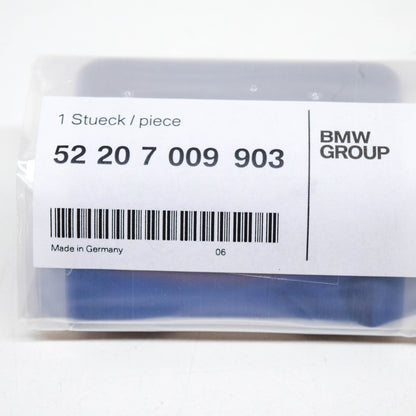 1 Stueck / piece
52 20 7 009 903
BMW
GROUP
Made in Germany 06